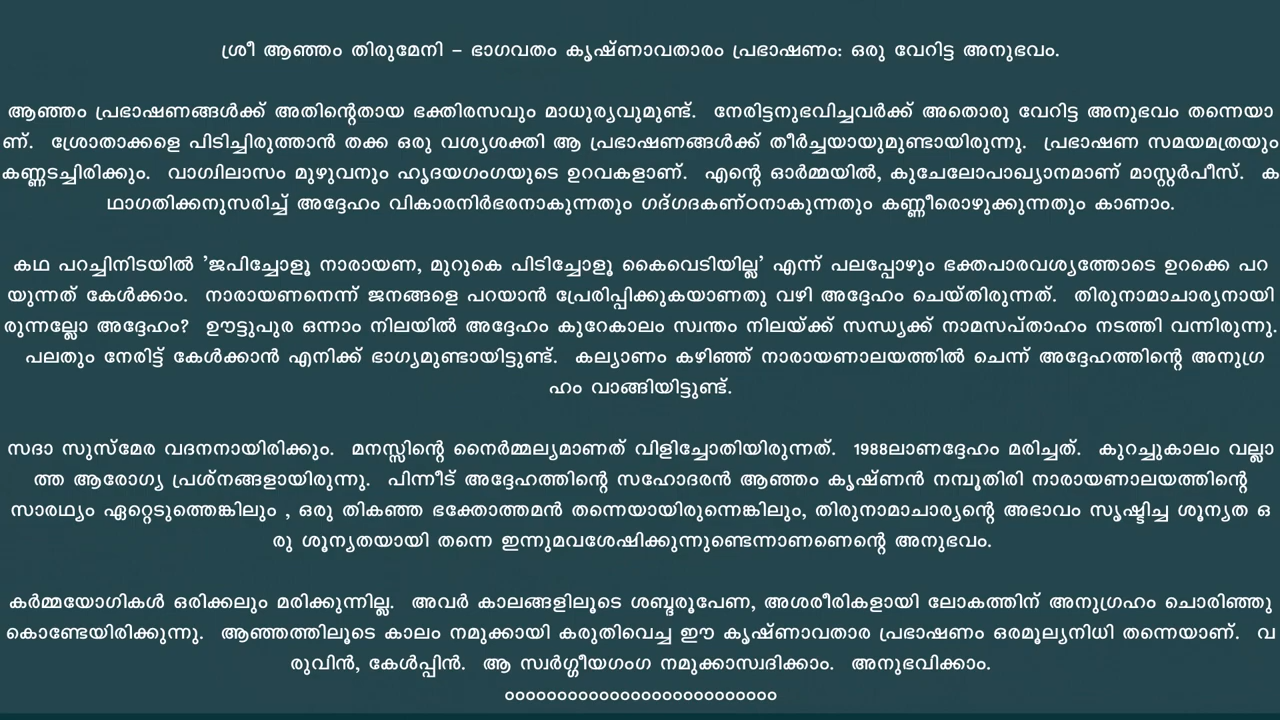 ശ്രീ ആഞ്ഞം തിരുമേനി – ഭാഗവതം കൃഷ്ണാവതാരം പ്രഭാഷണം: ഒരു വേറിട്ട അനുഭവം.
ആഞ്ഞം പ്രഭാഷണങ്ങൾക്ക് അതിന്റെതായ ഭക്തിരസവും മാധുര്യവുമുണ്ട്. നേരിട്ടനുഭവിച്ചവർക്ക് അതൊരു വേറിട്ട അനുഭവം തന്നെയാ
ണ്. ശ്രോതാക്കളെ പിടിച്ചിരുത്താൻ തക്ക ഒരു വശ്യശക്തി ആ പ്രഭാഷണങ്ങൾക്ക് തീർച്ചയായുമുണ്ടായിരുന്നു. പ്രഭാഷണ സമയമത്രയും
കണ്ണടച്ചിരിക്കും. വാഗ്വിലാസം മുഴുവനും ഹൃദയഗംഗയുടെ ഉറവകളാണ്. എന്റെ ഓർമ്മയിൽ, കുചേലോപാഖ്യാനമാണ് മാസ്റ്റർപീസ്. ക
ഥാഗതിക്കനുസരിച്ച് അദ്ദേഹം വികാരനിർഭരനാകുന്നതും ഗദ്ഗദകണ്ഠനാകുന്നതും കണ്ണീരൊഴുക്കുന്നതും കാണാം.
കഥ പറച്ചിനിടയിൽ 'ജപിച്ചോളൂ നാരായണ, മുറുകെ പിടിച്ചോളൂ കൈവെടിയില്ല' എന്ന് പലപ്പോഴും ഭക്തപാരവശ്യത്തോടെ ഉറക്കെ പറ
യുന്നത് കേൾക്കാം. നാരായണനെന്ന് ജനങ്ങളെ പറയാൻ പ്രേരിപ്പിക്കുകയാണതു വഴി അദ്ദേഹം ചെയ്തിരുന്നത്. തിരുനാമാചാര്യനായി
രുന്നല്ലോ അദ്ദേഹം? ഊട്ടുപുര ഒന്നാം നിലയിൽ അദ്ദേഹം കുറേകാലം സ്വന്തം നിലയ്ക്ക് സന്ധ്യക്ക് നാമസപ്താഹം നടത്തി വന്നിരുന്നു.
പലതും നേരിട്ട് കേൾക്കാൻ എനിക്ക് ഭാഗ്യമുണ്ടായിട്ടുണ്ട്. കല്യാണം കഴിഞ്ഞ് നാരായണാലയത്തിൽ ചെന്ന് അദ്ദേഹത്തിന്റെ അനുഗ്ര
ഹം വാങ്ങിയിട്ടുണ്ട്.
സദാ സുസ്മേര വദനനായിരിക്കും. മനസ്സിന്റെ നൈർമ്മല്യമാണത് വിളിച്ചോതിയിരുന്നത്. 1988ലാണദ്ദേഹം മരിച്ചത്. കുറച്ചുകാലം വല്ലാ
ത്ത ആരോഗ്യ പ്രശ്നങ്ങളായിരുന്നു. പിന്നീട് അദ്ദേഹത്തിന്റെ സഹോദരൻ ആഞ്ഞം കൃഷ്ണൻ നമ്പൂതിരി നാരായണാലയത്തിന്റെ
സാരഥ്യം ഏറ്റെടുത്തെങ്കിലും , ഒരു തികഞ്ഞ ഭക്തോത്തമൻ തന്നെയായിരുന്നെങ്കിലും, തിരുനാമാചാര്യന്റെ അഭാവം സൃഷ്ടിച്ച ശൂന്യത ഒ
രു ശൂന്യതയായി തന്നെ ഇന്നുമവശേഷിക്കുന്നുണ്ടെന്നാണണെന്റെ അനുഭവം.
കർമ്മയോഗികൾ ഒരിക്കലും മരിക്കുന്നില്ല. അവർ കാലങ്ങളിലൂടെ ശബ്ദരൂപേണ, അശരീരികളായി ലോകത്തിന് അനുഗ്രഹം ചൊരിഞ്ഞു
കൊണ്ടേയിരിക്കുന്നു. ആഞ്ഞത്തിലൂടെ കാലം നമുക്കായി കരുതിവെച്ച ഈ കൃഷ്ണാവതാര പ്രഭാഷണം ഒരമൂല്യനിധി തന്നെയാണ്. വ
രുവിൻ, കേൾപ്പിൻ. ആ സ്വർഗ്ഗീയഗംഗ നമുക്കാസ്വദിക്കാം. അനുഭവിക്കാം.
oooooooooooooooooooooooooo